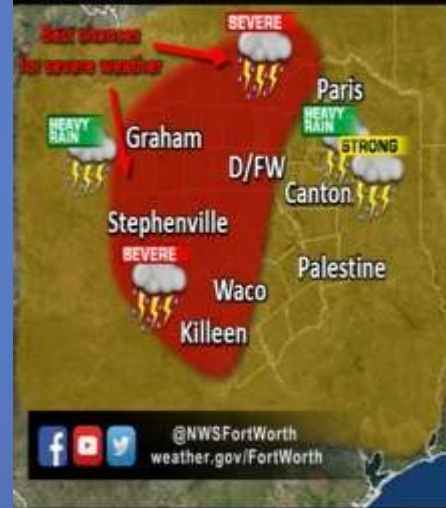 SEVERE
Best chances
for severe weather
Paris
HEAVY
RAIN
HEAVY
RAIN
Graham
STRONG
D/FW
Canton
Stephenville
SEVERE
Palestine
Waco
Killeen
@NWSFortWorth
weather.gov/FortWorth